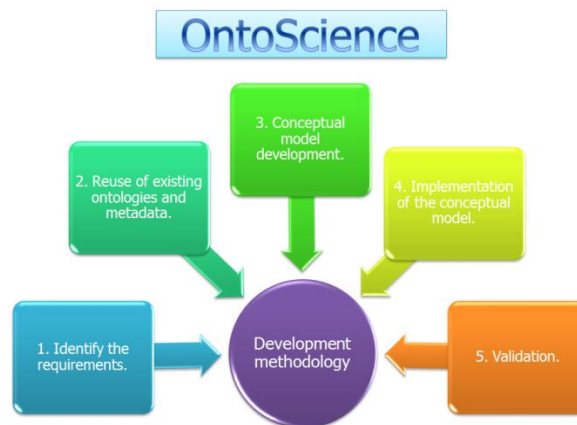 OntoScience
1. Identify the
requirements.
2. Reuse of existing
ontologies and
metadata.
3. Conceptual
model
development.
4. Implementation
of the conceptual
model.
5. Validation.
Development
methodology